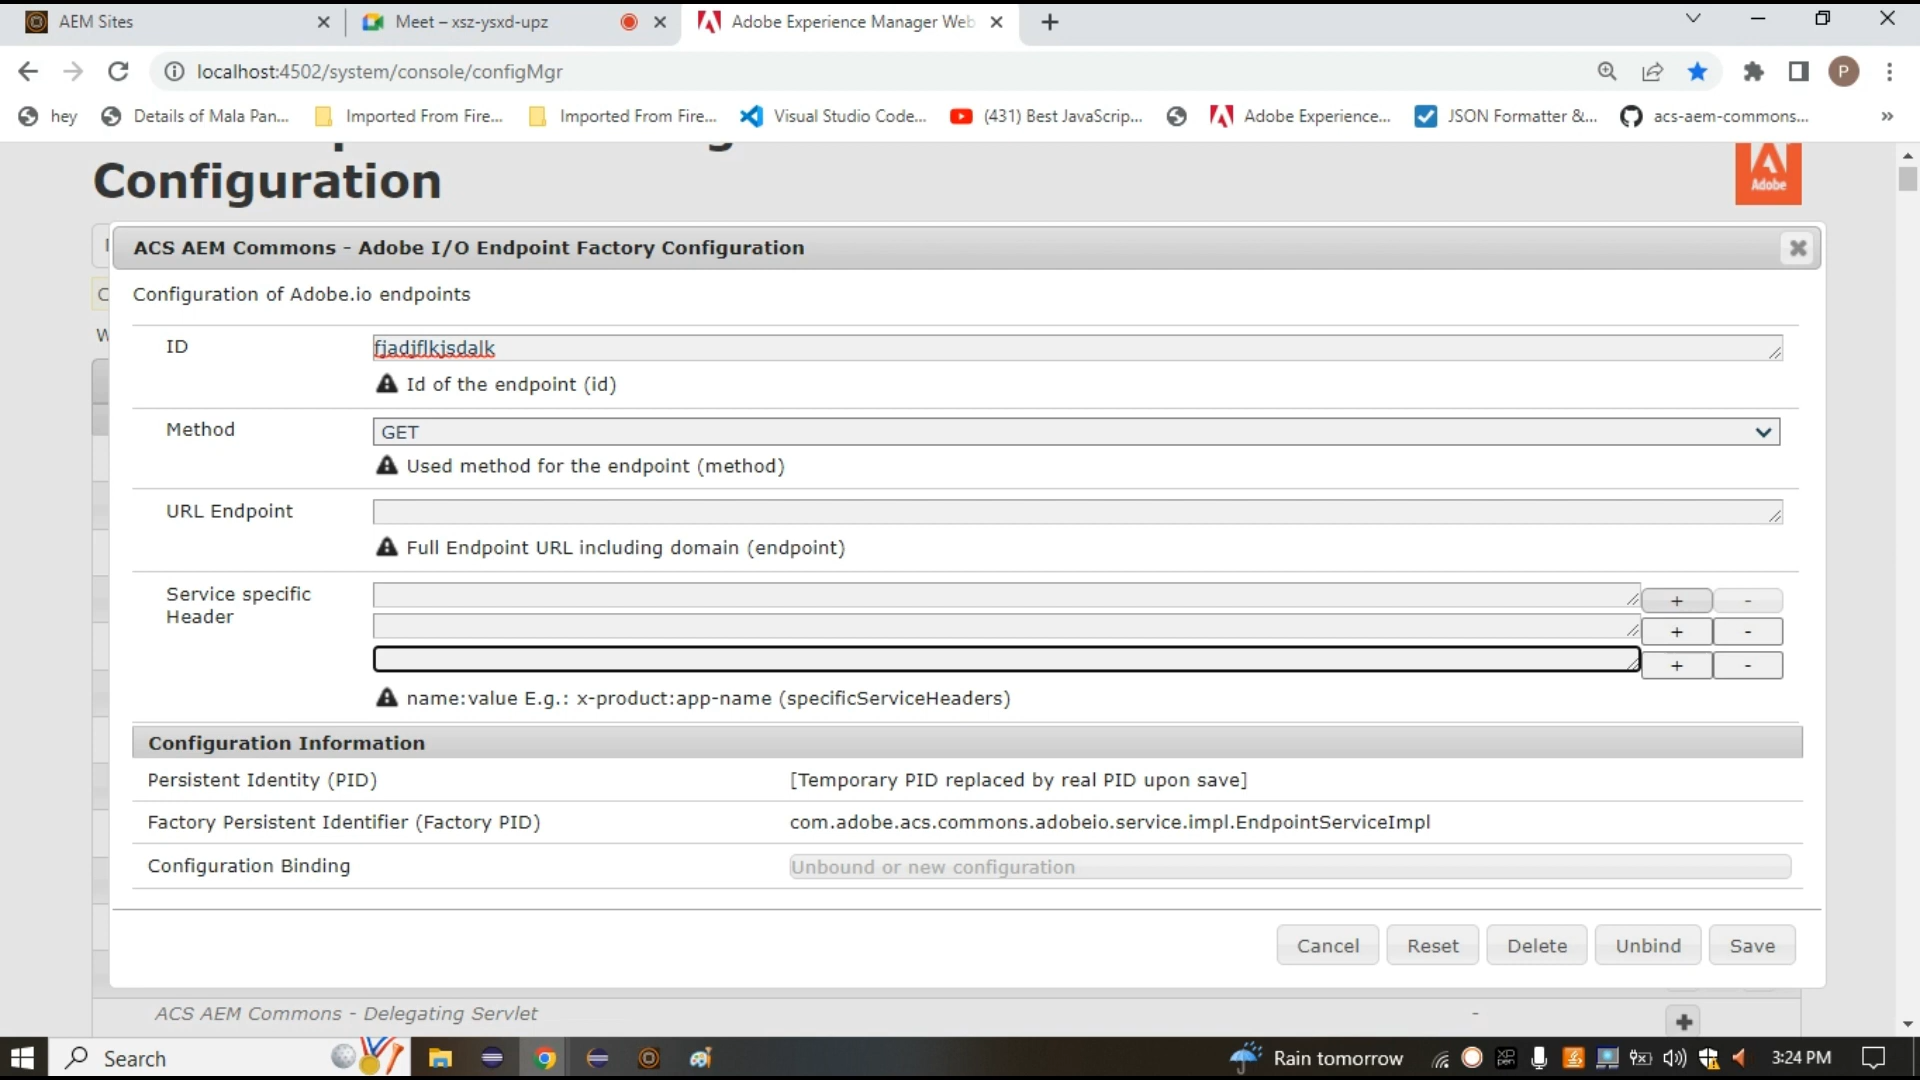 AEM Sites
Meet – xsz-ysxd-upz
Adobe Experience Manager Web
localhost:4502/system/console/configMgr
P
hey
Details of Mala Pan...
Imported From Fire...
Imported From Fire...
Visual Studio Code...
(431) Best JavaScrip...
Adobe Experience...
JSON Formatter &...
acs-aem-commons...
»
Configuration
Adobe
ACS AEM Commons - Adobe I/O Endpoint Factory Configuration
Configuration of Adobe.io endpoints
ID
fjadjflkjsdalk
Id of the endpoint (id)
Method
GET
Used method for the endpoint (method)
URL Endpoint
Full Endpoint URL including domain (endpoint)
Service specific
Header
+ -
+ -
+ -
name:value E.g.: x-product:app-name (specificServiceHeaders)
Configuration Information
Persistent Identity (PID)
[Temporary PID replaced by real PID upon save]
Factory Persistent Identifier (Factory PID)
com.adobe.acs.commons.adobeio.service.impl.EndpointServiceImpl
Configuration Binding
Unbound or new configuration
Cancel
Reset
Delete
Unbind
Save
ACS AEM Commons - Delegating Servlet
-
Search
Rain tomorrow
3:24 PM